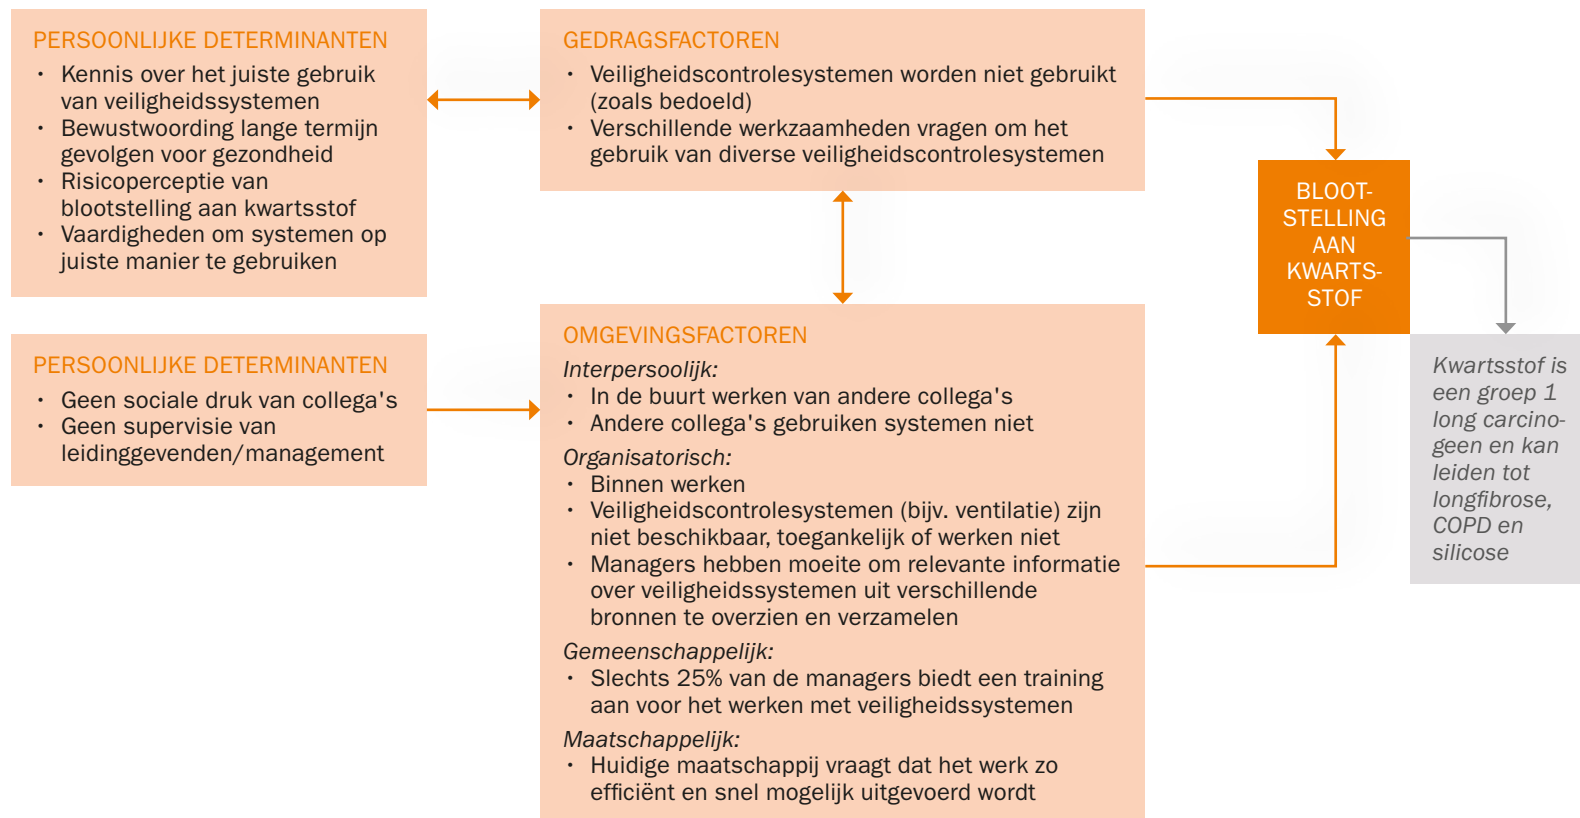 PERSOONLIJKE DETERMINANTEN
• Kennis over het juiste gebruik
van veiligheidssystemen
• Bewustwoording lange termijn
gevolgen voor gezondheid
• Risicoperceptie van
blootstelling aan kwartsstof
• Vaardigheden om systemen op
juiste manier te gebruiken
PERSOONLIJKE DETERMINANTEN
• Geen sociale druk van collega's
• Geen supervisie van
leidinggevenden/management
GEDRAGSFACTOREN
• Veiligheidscontrolesystemen worden niet gebruikt
(zoals bedoeld)
• Verschillende werkzaamheden vragen om het
gebruik van diverse veiligheidscontrolesystemen
OMGEVINGSFACTOREN
Interpersoolijk:
• In de buurt werken van andere collega's
• Andere collega's gebruiken systemen niet
Organisatorisch:
• Binnen werken
• Veiligheidscontrolesystemen (bijv. ventilatie) zijn
niet beschikbaar, toegankelijk of werken niet
• Managers hebben moeite om relevante informatie
over veiligheidssystemen uit verschillende
bronnen te overzien en verzamelen
Gemeenschappelijk:
• Slechts 25% van de managers biedt een training
aan voor het werken met veiligheidssystemen
Maatschappelijk:
• Huidige maatschappij vraagt dat het werk zo
efficiënt en snel mogelijk uitgevoerd wordt
BLOOT-
STELLING
AAN
KWARTS-
STOF
Kwartsstof is
een groep 1
long carcino-
geen en kan
leiden tot
longfibrose,
COPD en
silicose